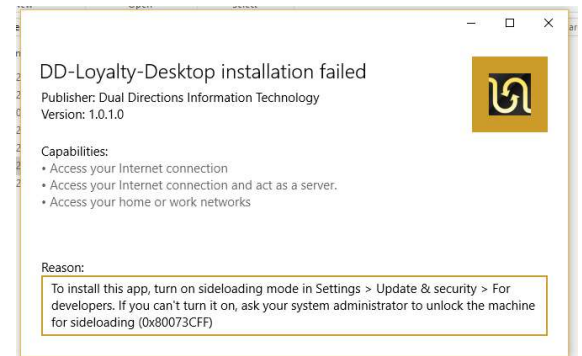 Open
Select
DD-Loyalty-Desktop installation failed
Publisher: Dual Directions Information Technology
Version: 1.0.1.0
Capabilities:
• Access your Internet connection
• Access your Internet connection and act as a server.
• Access your home or work networks
Reason:
To install this app, turn on sideloading mode in Settings > Update & security > For
developers. If you can't turn it on, ask your system administrator to unlock the machine
for sideloading (0x80073CFF)